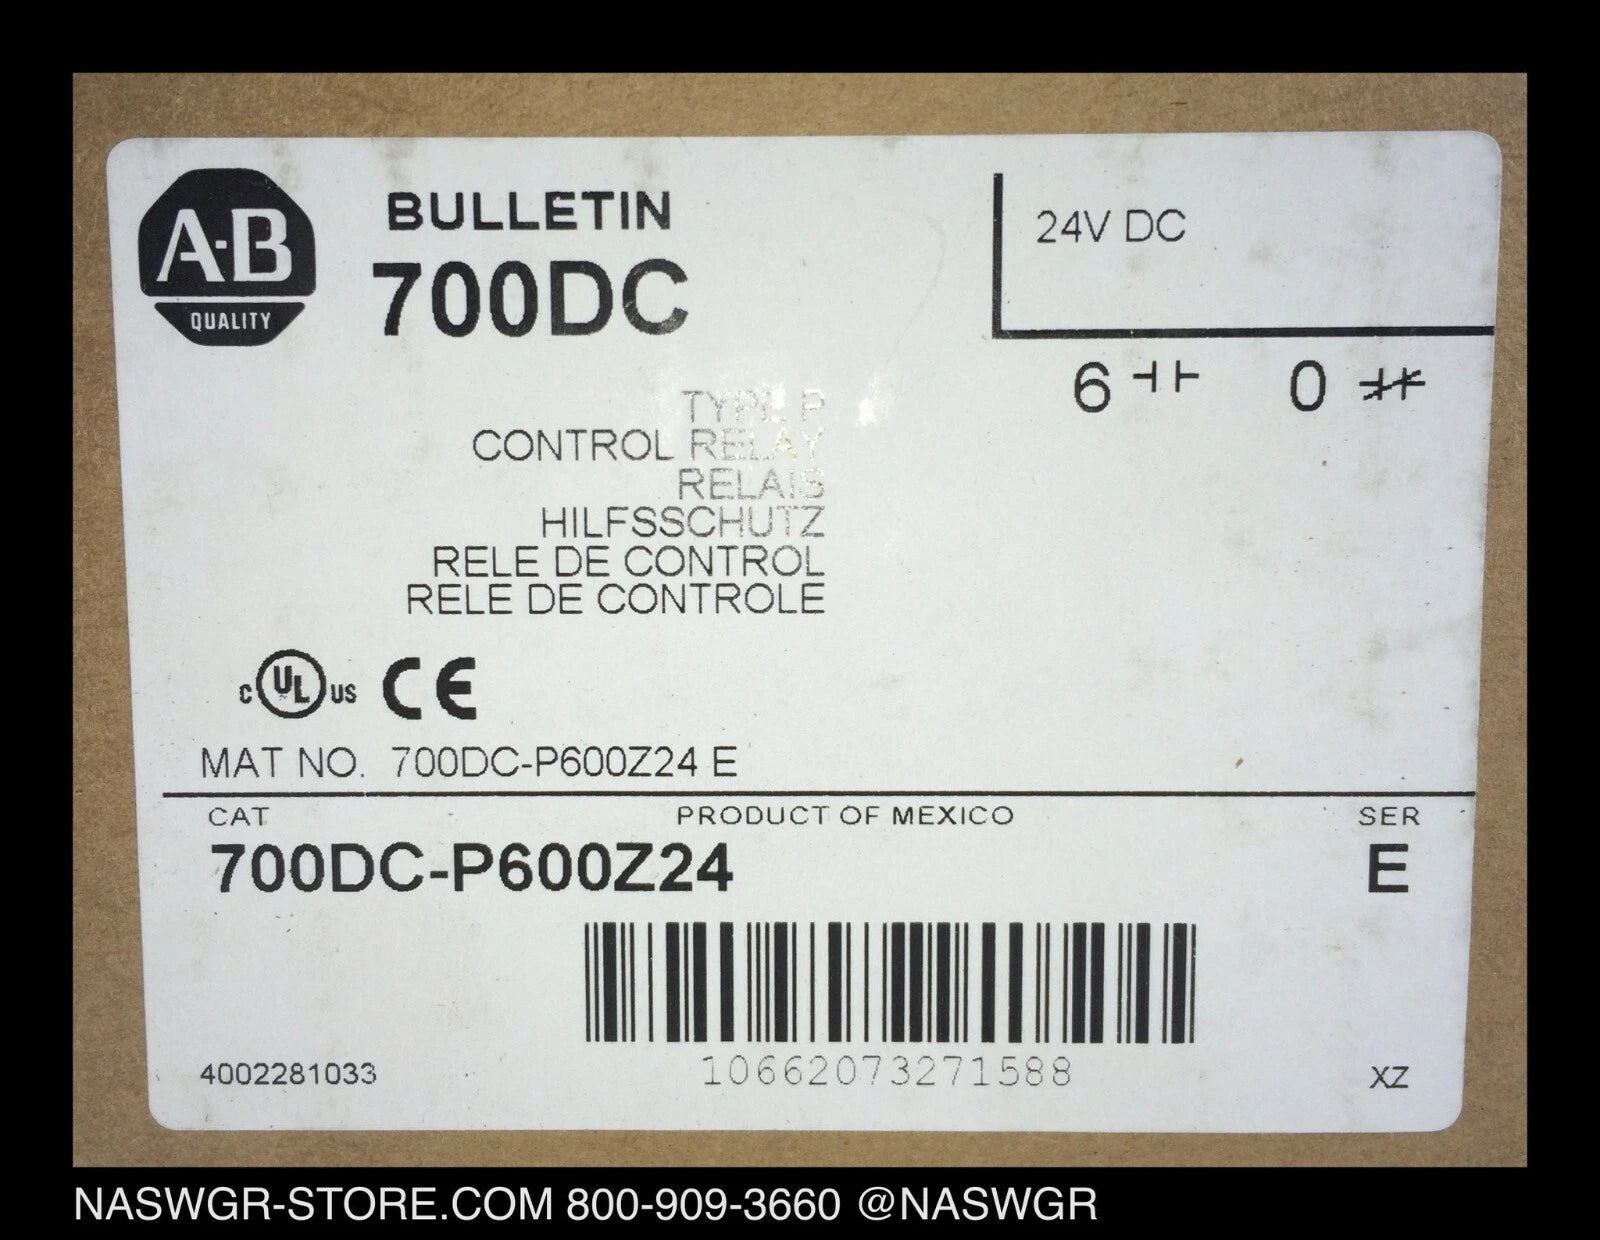 A-B
QUALITY
BULLETIN
700DC
24V DC
6 0
TYPE P
CONTROL RELAY
RELAIS
HILFSSCHUTZ
RELE DE CONTROL
RELE DE CONTROLE
C UL US CE
MAT NO. 700DC-P600Z24 E
CAT PRODUCT OF MEXICO SER
700DC-P600Z24 E
10662073271588
4002281033 XZ
NASWGR-STORE.COM 800-909-3660 @NASWGR